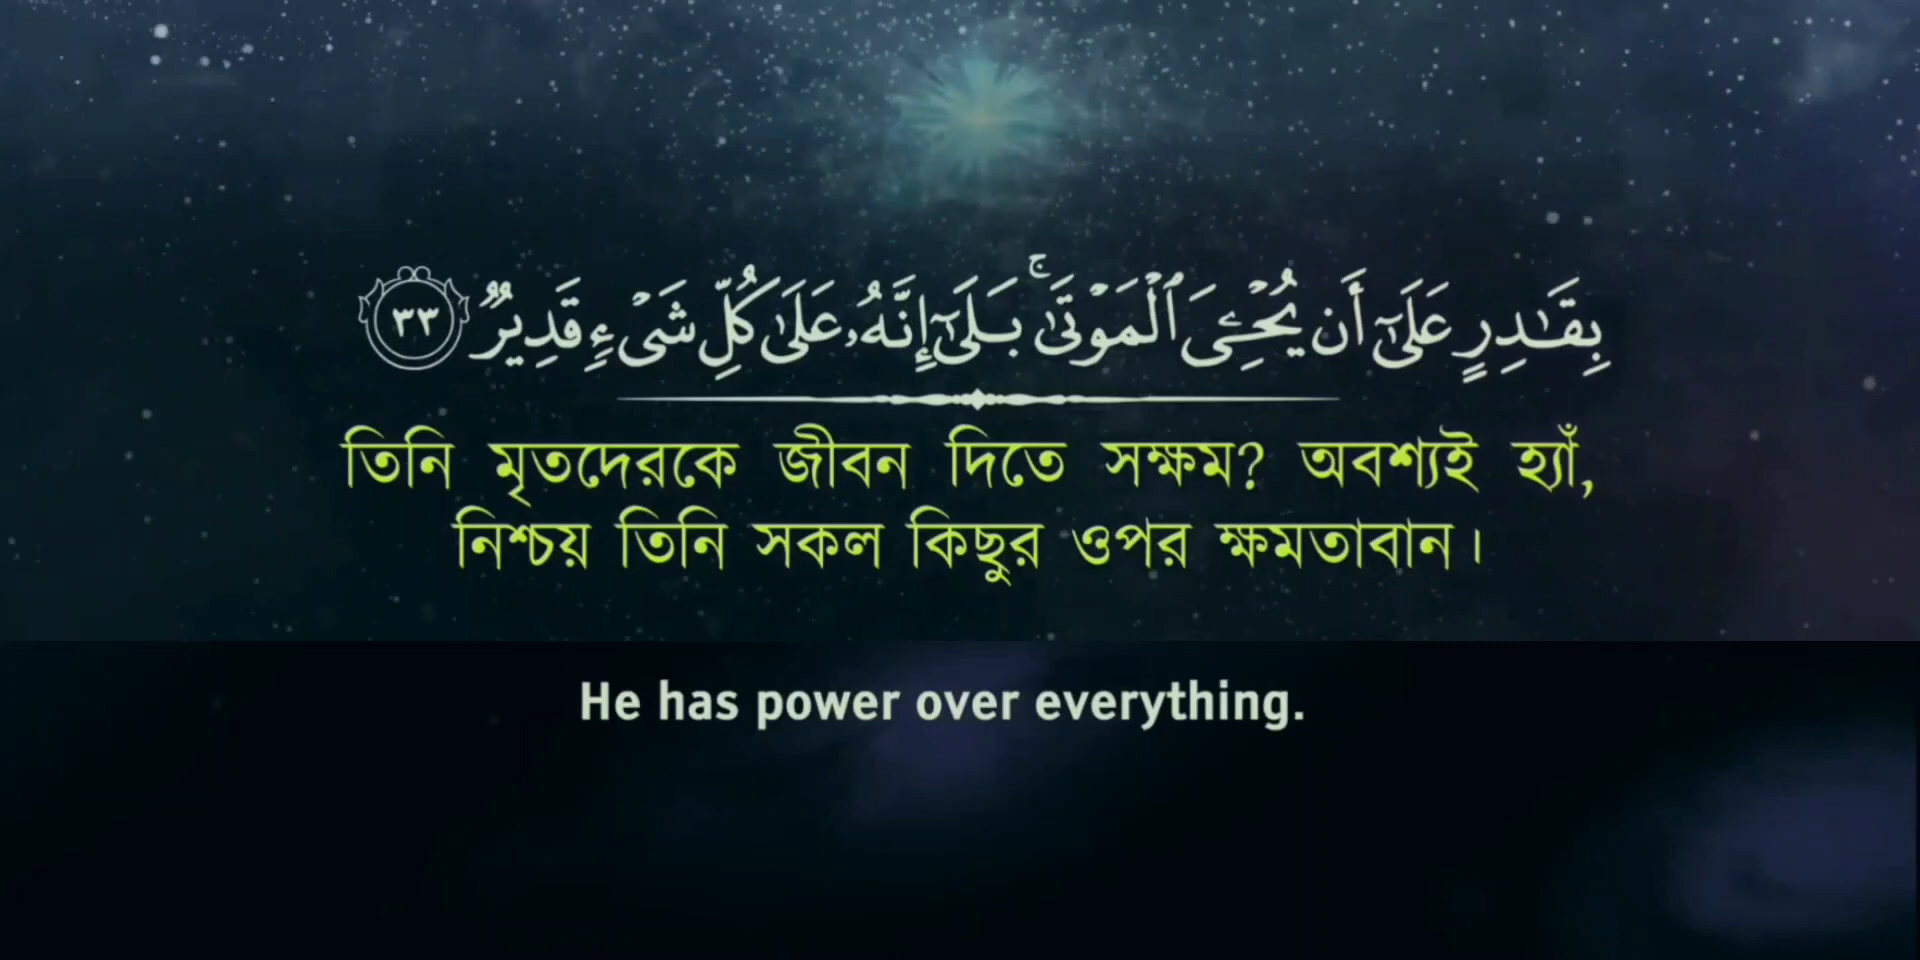 بِقَـٰدِرٍ عَلَىٰٓ أَن يُحْـِۧىَ ٱلْمَوْتَىٰ ۚ بَلَىٰٓ إِنَّهُۥ عَلَىٰ كُلِّ شَىْءٍ قَدِيرٌ ٣٣
তিনি মৃতদেরকে জীবন দিতে সক্ষম? অবশ্যই হ্যাঁ,
নিশ্চয় তিনি সকল কিছুর ওপর ক্ষমতাবান।
He has power over everything.